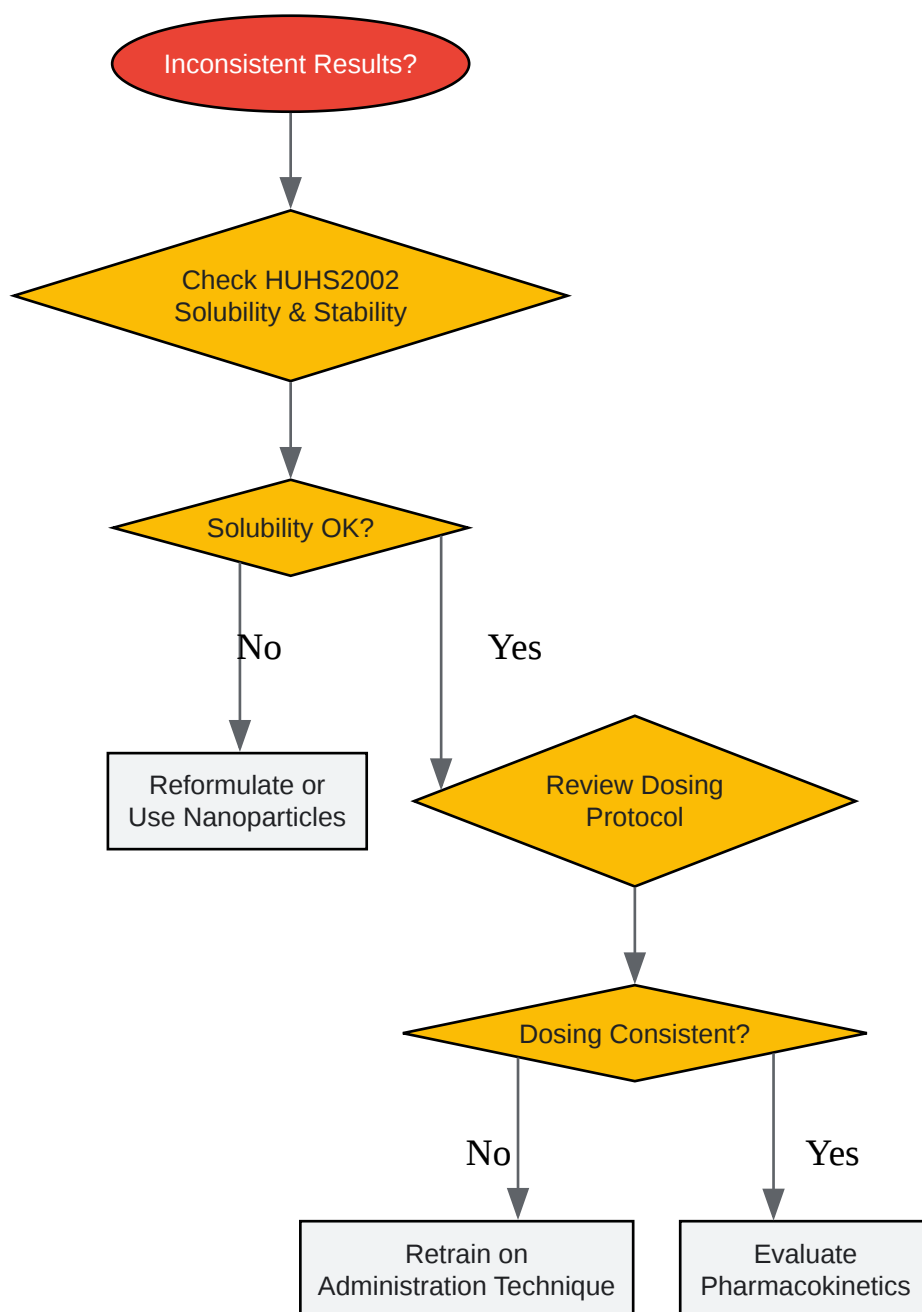 Inconsistent Results?
Check HUHS2002
Solubility & Stability
Solubility OK?
No
Yes
Reformulate or
Use Nanoparticles
Review Dosing
Protocol
Dosing Consistent?
No
Yes
Retrain on
Administration Technique
Evaluate
Pharmacokinetics